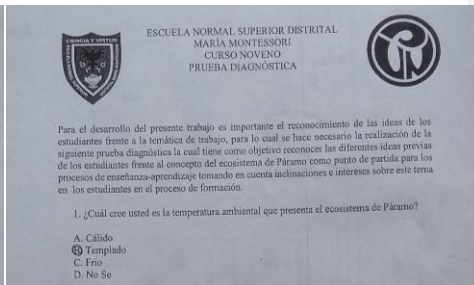 CIENCIA Y VIRTUD
ESCUELA NORMAL SUPERIOR DISTRITAL
MARÍA MONTESSORI
CURSO NOVENO
PRUEBA DIAGNÓSTICA
Para el desarrollo del presente trabajo es importante el reconocimiento de las ideas de los
estudiantes frente a la temática de trabajo, para lo cual se hace necesario la realización de la
siguiente prueba diagnóstica la cual tiene como objetivo reconocer las diferentes ideas previas
de los estudiantes frente al concepto del ecosistema de Páramo como punto de partida para los
procesos de enseñanza-aprendizaje tomando en cuenta inclinaciones e intereses sobre este tema
en los estudiantes en el proceso de formación.
1. ¿Cuál cree usted es la temperatura ambiental que presenta el ecosistema de Páramo?
A. Cálido
B Templado
C. Frio
D. No Se